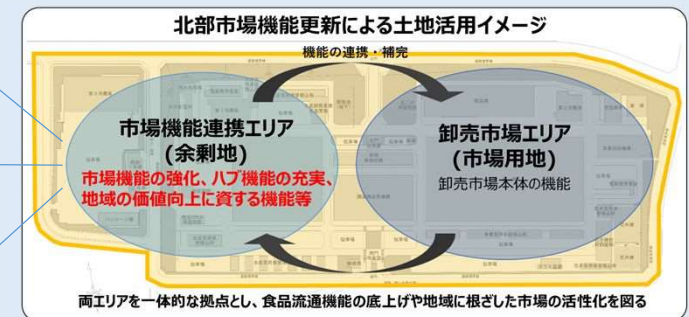 北部市場機能更新による土地活用イメージ
機能の連携・補完
市場機能連携エリア
(余剰地)
市場機能の強化、ハブ機能の充実、
地域の価値向上に資する機能等
卸売市場エリア
(市場用地)
卸売市場本体の機能
両エリアを一体的な拠点とし、食品流通機能の底上げや地域に根ざした市場の活性化を図る